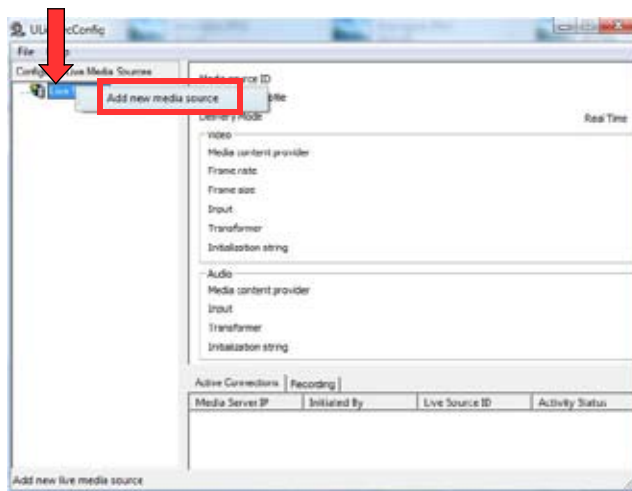 File
Live Media Sources
Add new media source
Media source ID
Delivery Mode
Real Time
Video
Media content provider
Frame rate
Frame size
Input
Transformer
Initialization string
Audio
Media content provider
Input
Transformer
Initialization string
Active Connections Recording
Media Server IP Initiated By Live Source ID Activity Status
Add new live media source